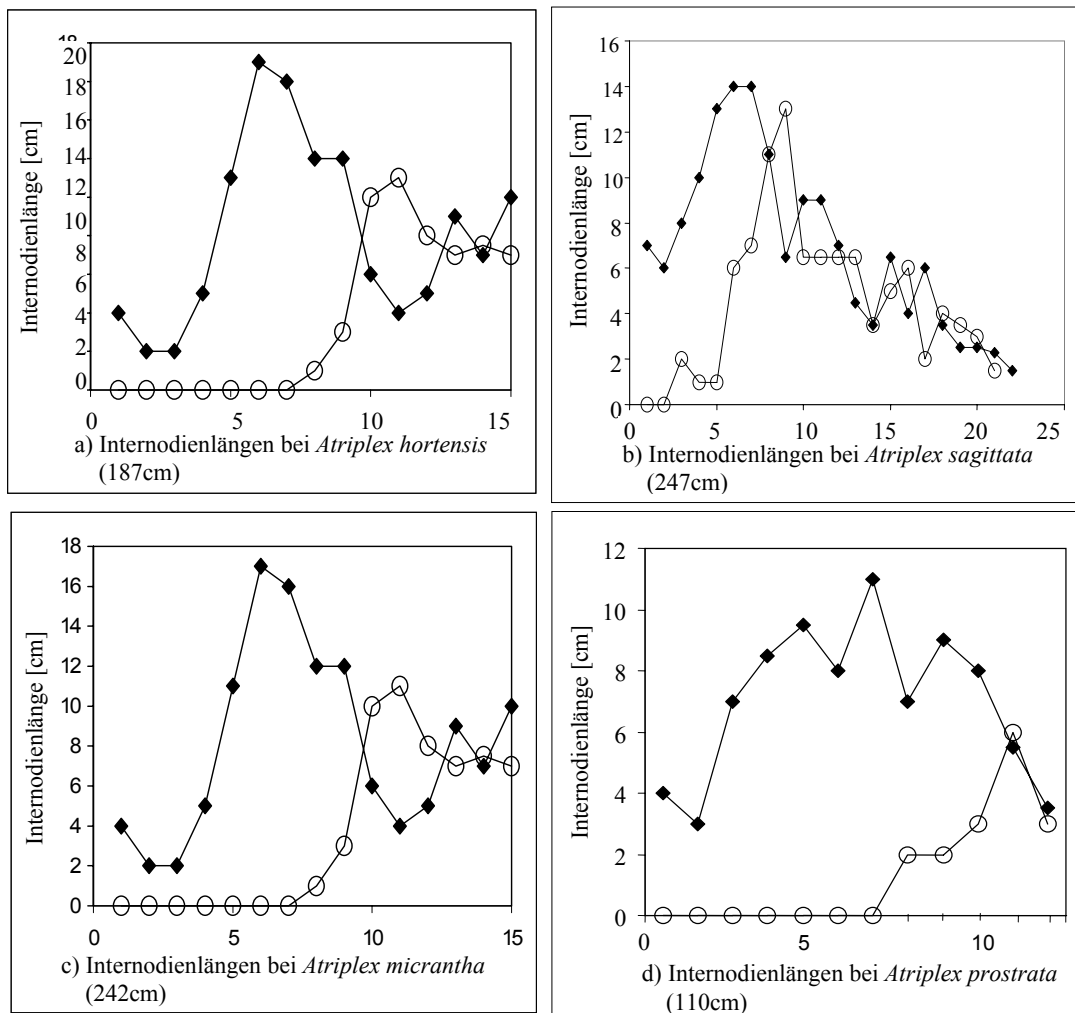 18
20
18
16
14
12
10
8
6
4
2
0
Internodienlänge [cm]
0 5 10 15
a) Internodienlängen bei Atriplex hortensis
(187cm)
16
14
12
10
8
6
4
2
0
Internodienlänge [cm]
0 5 10 15 20 25
b) Internodienlängen bei Atriplex sagittata
(247cm)
18
16
14
12
10
8
6
4
2
0
Internodienlänge [cm]
0 5 10 15
c) Internodienlängen bei Atriplex micrantha
(242cm)
12
10
8
6
4
2
0
Internodienlänge [cm]
0 5 10
d) Internodienlängen bei Atriplex prostrata
(110cm)